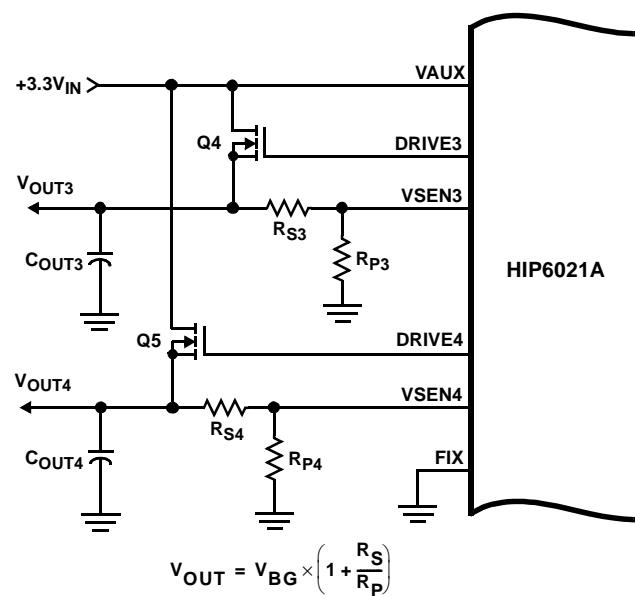 +3.3VIN
VAUX
Q4
DRIVE3
VOUT3
VSEN3
RS3
COUT3
RP3
HIP6021A
Q5
DRIVE4
VOUT4
VSEN4
RS4
COUT4
RP4
FIX
VOUT = VBG × (1 + RS/RP)